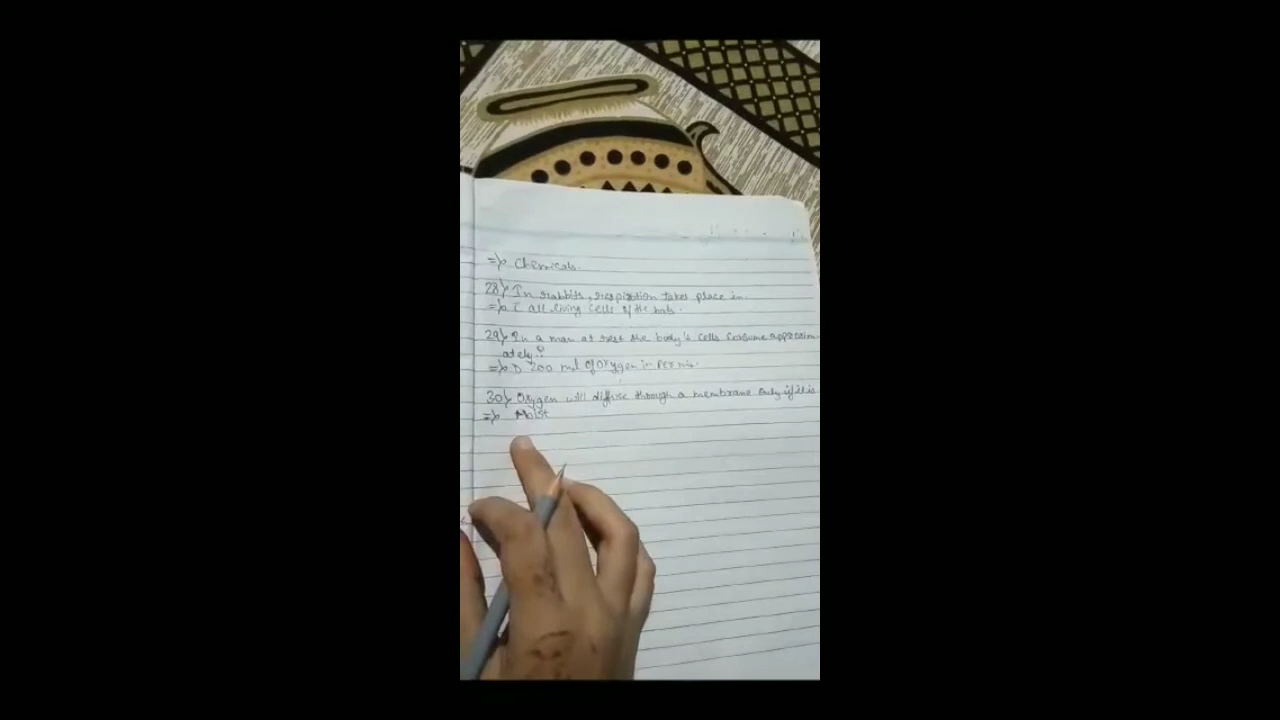 => Chemicals.
28) In rabbits, respiration takes place in.
=> all living cells of the
29) In a man at rest the body's cells consume approxim-
ately?
=> 200 ml of oxygen in per
30) Oxygen will diffuse through a membrane only if it is
=> Moist